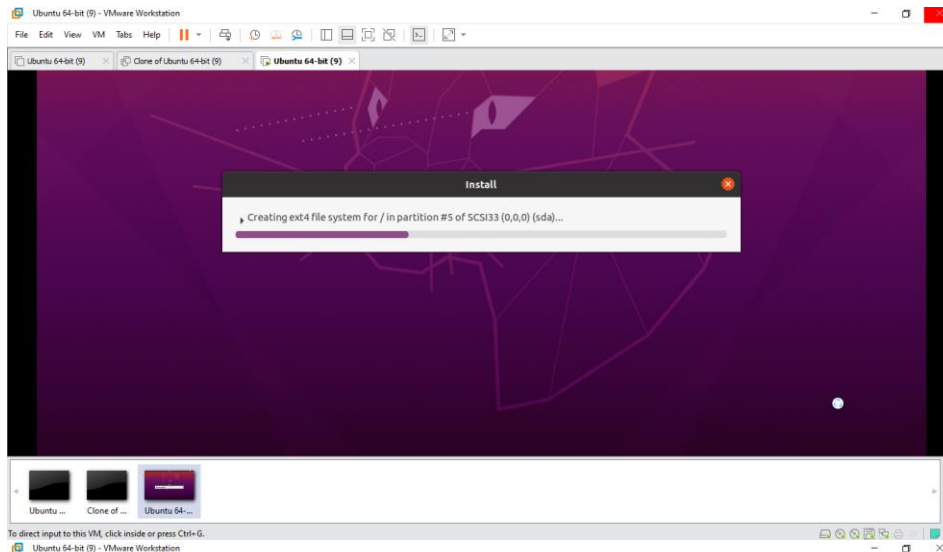 Ubuntu 64-bit (9) - VMware Workstation
File Edit View VM Tabs Help
Ubuntu 64-bit (9) Clone of Ubuntu 64-bit (9) Ubuntu 64-bit (9)
Install
Creating ext4 file system for / in partition #5 of SCSI33 (0,0,0) (sda)...
Ubuntu ... Clone of ... Ubuntu 64-...
To direct input to this VM, click inside or press Ctrl+G.
Ubuntu 64-bit (9) - VMware Workstation